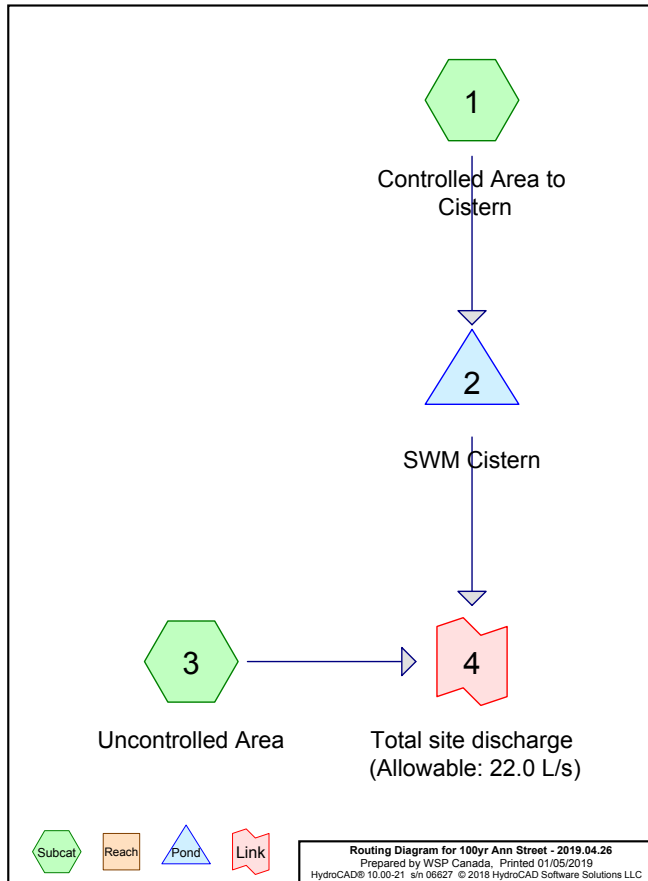 1
Controlled Area to
Cistern
2
SWM Cistern
3
Uncontrolled Area
4
Total site discharge
(Allowable: 22.0 L/s)
Subcat
Reach
Pond
Link
Routing Diagram for 100yr Ann Street - 2019.04.26
Prepared by WSP Canada, Printed 01/05/2019
HydroCAD® 10.00-21 s/n 06627 © 2018 HydroCAD Software Solutions LLC